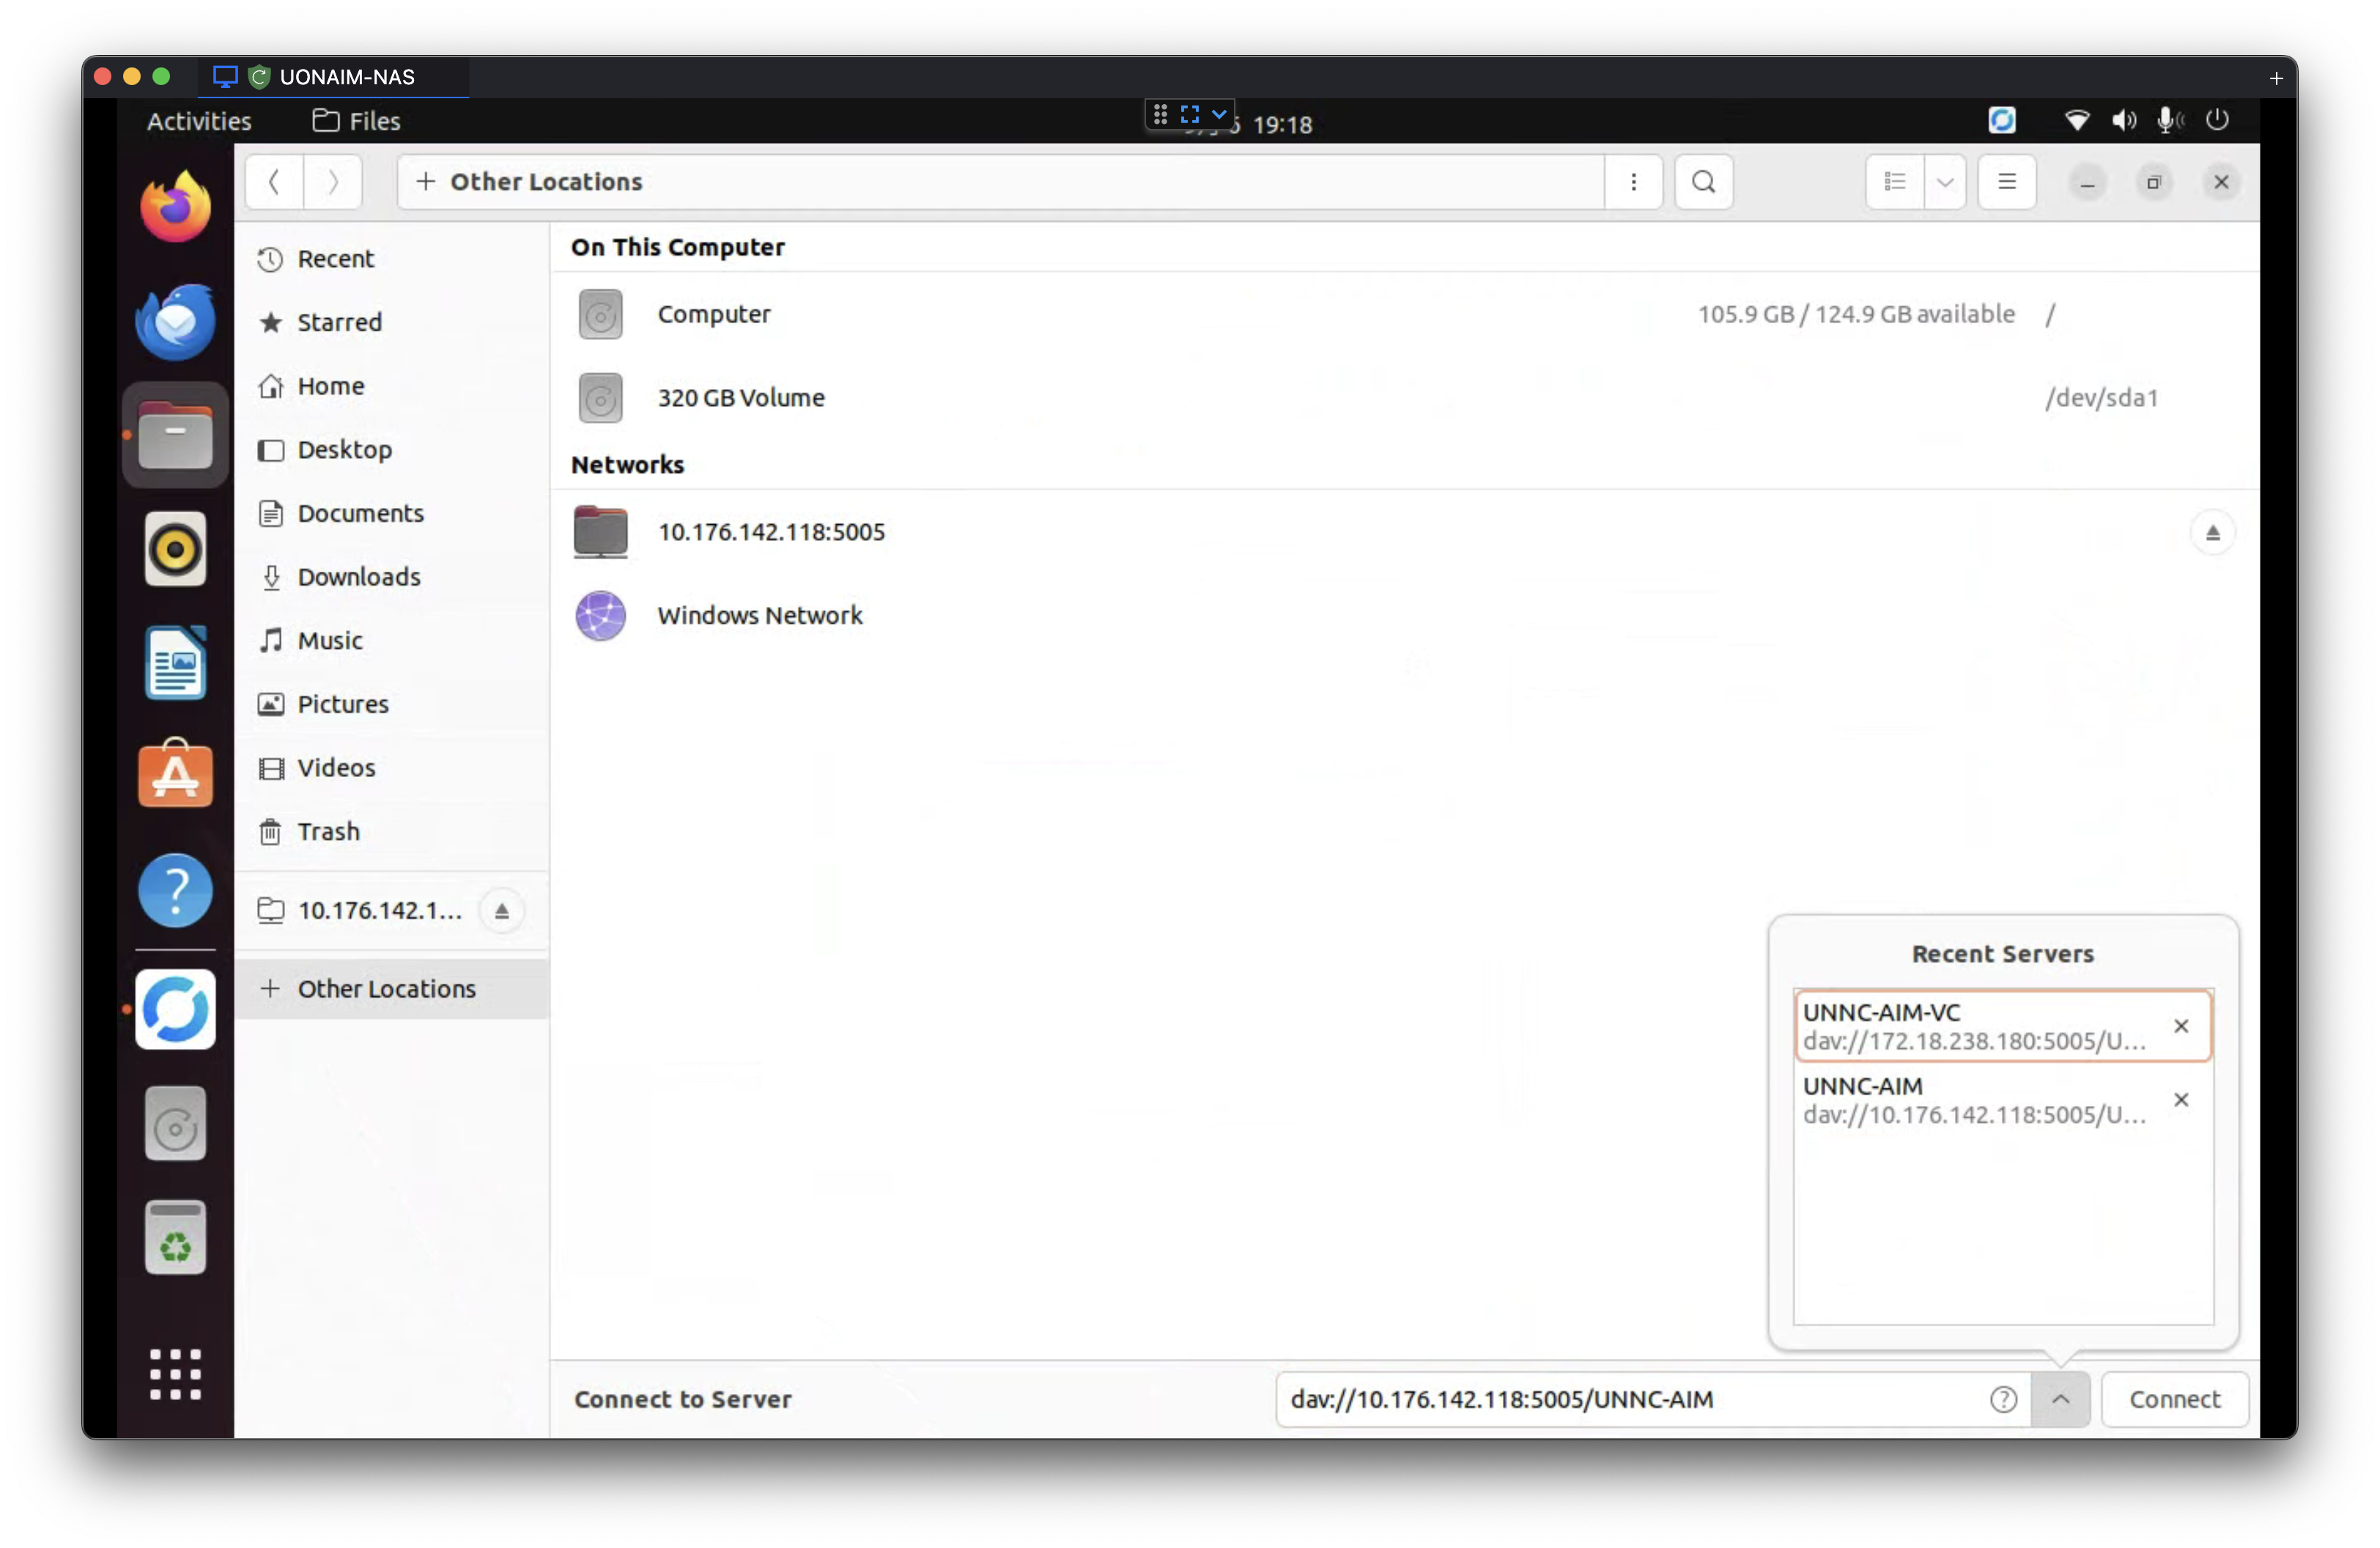 UONAIM-NAS
Activities
Files
19:18
Other Locations
Recent
Starred
Home
Desktop
Documents
Downloads
Music
Pictures
Videos
Trash
10.176.142.1...
Other Locations
On This Computer
Computer
105.9 GB / 124.9 GB available
/
320 GB Volume
/dev/sda1
Networks
10.176.142.118:5005
Windows Network
Recent Servers
UNNC-AIM-VC
dav://172.18.238.180:5005/U...
UNNC-AIM
dav://10.176.142.118:5005/U...
Connect to Server
dav://10.176.142.118:5005/UNNC-AIM
Connect